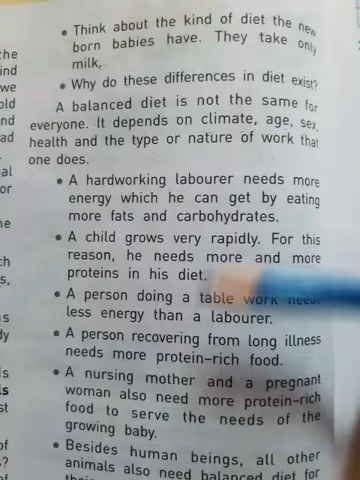 • Think about the kind of diet the new
born babies have. They take only
milk,
• Why do these differences in diet exist?
A balanced diet is not the same for
everyone. It depends on climate, age, sex,
health and the type or nature of work that
one does.
• A hardworking labourer needs more
energy which he can get by eating
more fats and carbohydrates.
• A child grows very rapidly. For this
reason, he needs more and more
proteins in his diet.
• A person doing a table work needs
less energy than a labourer.
• A person recovering from long illness
needs more protein-rich food.
• A nursing mother and a pregnant
woman also need more protein-rich
food to serve the needs of the
growing baby.
• Besides human beings, all other
animals also need balanced diet for